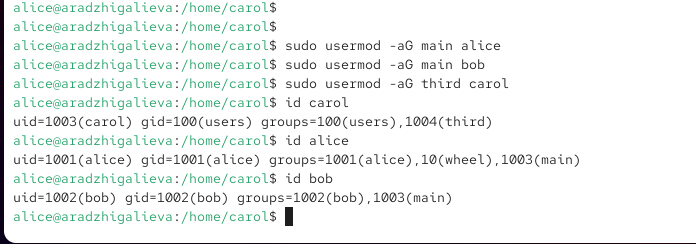 alice@aradzhigalieva:/home/carol$
alice@aradzhigalieva:/home/carol$
alice@aradzhigalieva:/home/carol$ sudo usermod -aG main alice
alice@aradzhigalieva:/home/carol$ sudo usermod -aG main bob
alice@aradzhigalieva:/home/carol$ sudo usermod -aG third carol
alice@aradzhigalieva:/home/carol$ id carol
uid=1003(carol) gid=100(users) groups=100(users),1004(third)
alice@aradzhigalieva:/home/carol$ id alice
uid=1001(alice) gid=1001(alice) groups=1001(alice),10(wheel),1003(main)
alice@aradzhigalieva:/home/carol$ id bob
uid=1002(bob) gid=1002(bob) groups=1002(bob),1003(main)
alice@aradzhigalieva:/home/carol$